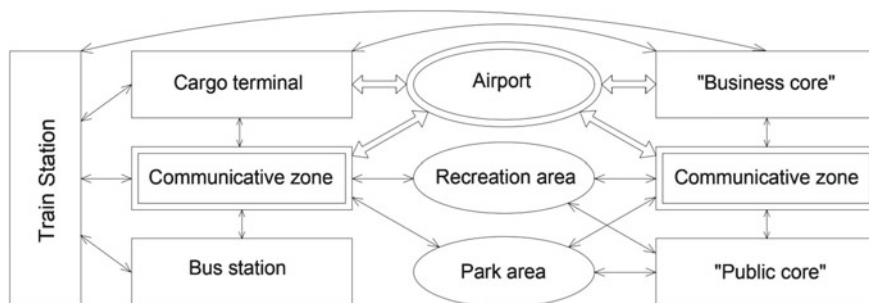 Train Station
Cargo terminal
Airport
"Business core"
Communicative zone
Recreation area
Communicative zone
Bus station
Park area
"Public core"